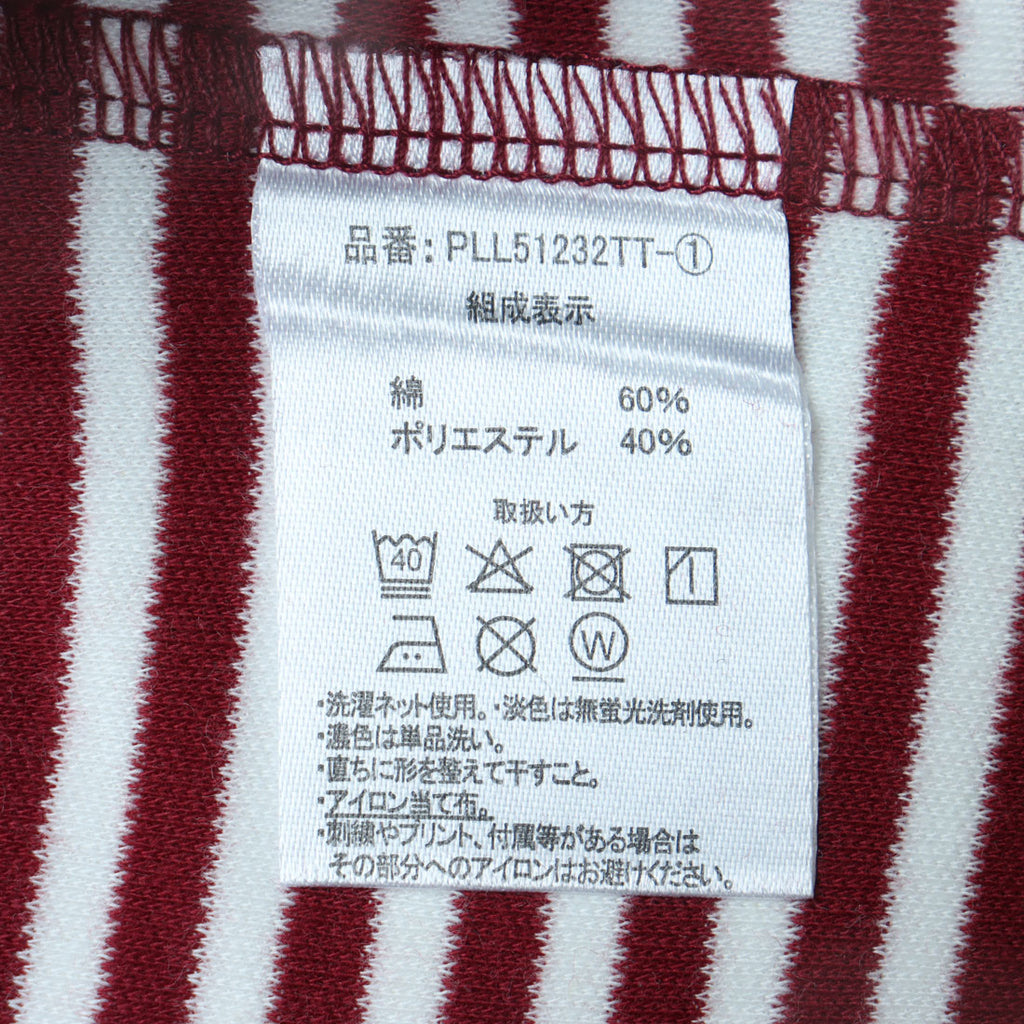 品番: PLL51232TT-①
組成表示
綿 60%
ポリエステル 40%
取扱い方
40
W
・洗濯ネット使用。・淡色は無蛍光洗剤使用。
・濃色は単品洗い。
・直ちに形を整えて干すこと。
・アイロン当て布。
・刺繍やプリント、付属等がある場合は
その部分へのアイロンはお避けください。